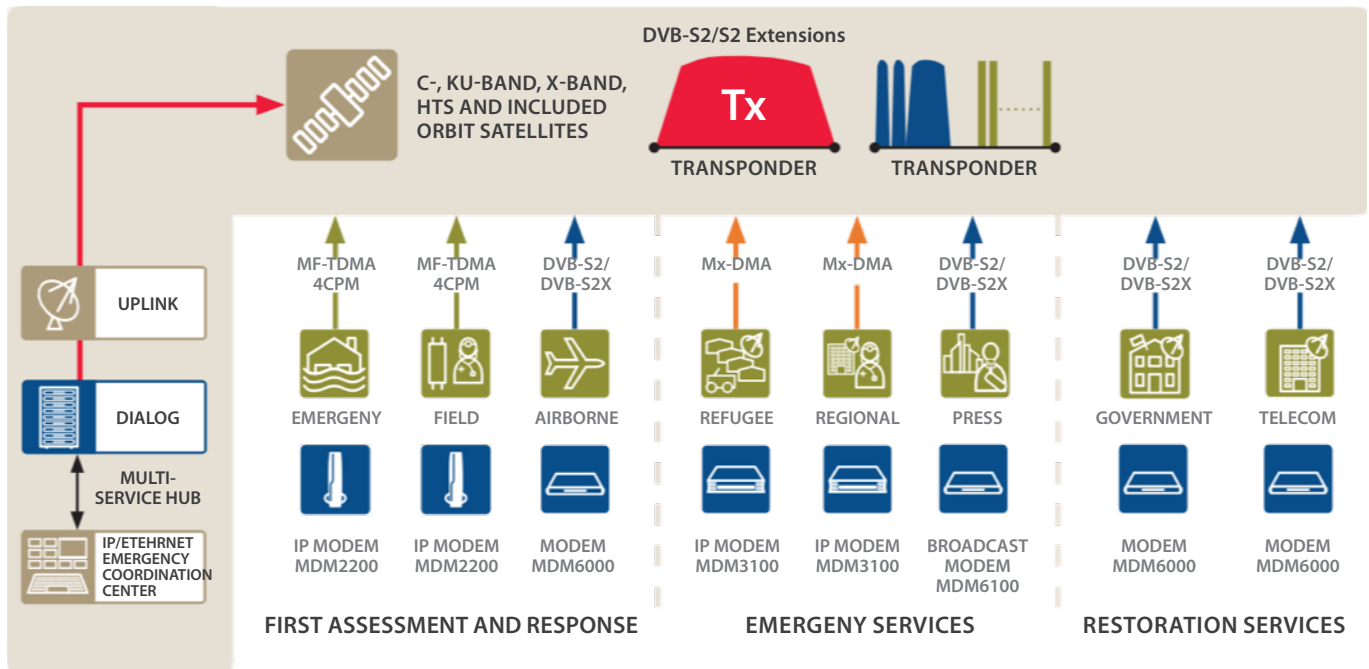 DVB-S2/S2 Extensions
C-, KU-BAND, X-BAND,
HTS AND INCLUDED
ORBIT SATELLITES
Tx
TRANSPONDER
TRANSPONDER
UPLINK
DIALOG
MULTI-
SERVICE HUB
IP/ETEHRNET
EMERGENCY
COORDINATION
CENTER
MF-TDMA
4CPM
EMERGENY
IP MODEM
MDM2200
MF-TDMA
4CPM
FIELD
IP MODEM
MDM2200
DVB-S2/
DVB-S2X
AIRBORNE
MODEM
MDM6000
FIRST ASSESSMENT AND RESPONSE
Mx-DMA
REFUGEE
IP MODEM
MDM3100
Mx-DMA
REGIONAL
IP MODEM
MDM3100
DVB-S2/
DVB-S2X
PRESS
BROADCAST
MODEM
MDM6100
EMERGENY SERVICES
DVB-S2/
DVB-S2X
GOVERNMENT
MODEM
MDM6000
DVB-S2/
DVB-S2X
TELECOM
MODEM
MDM6000
RESTORATION SERVICES